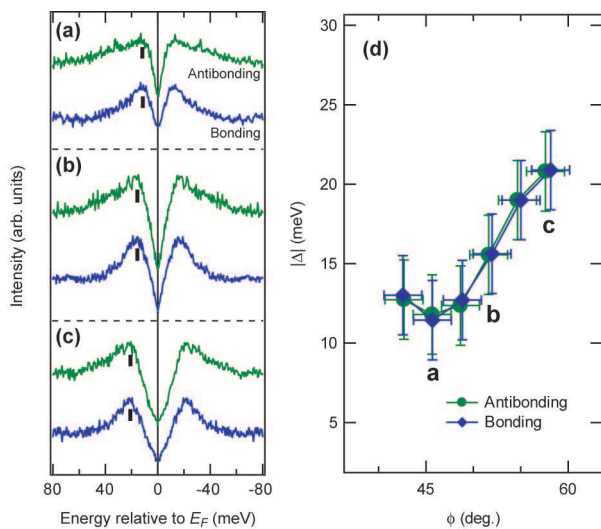 (a)
Antibonding
Bonding
(b)
(c)
Intensity (arb. units)
80 40 0 -40 -80
Energy relative to E_F (meV)
(d)
30
25
20
15
10
5
|Δ| (meV)
c
b
a
Antibonding
Bonding
45 60
ϕ (deg.)